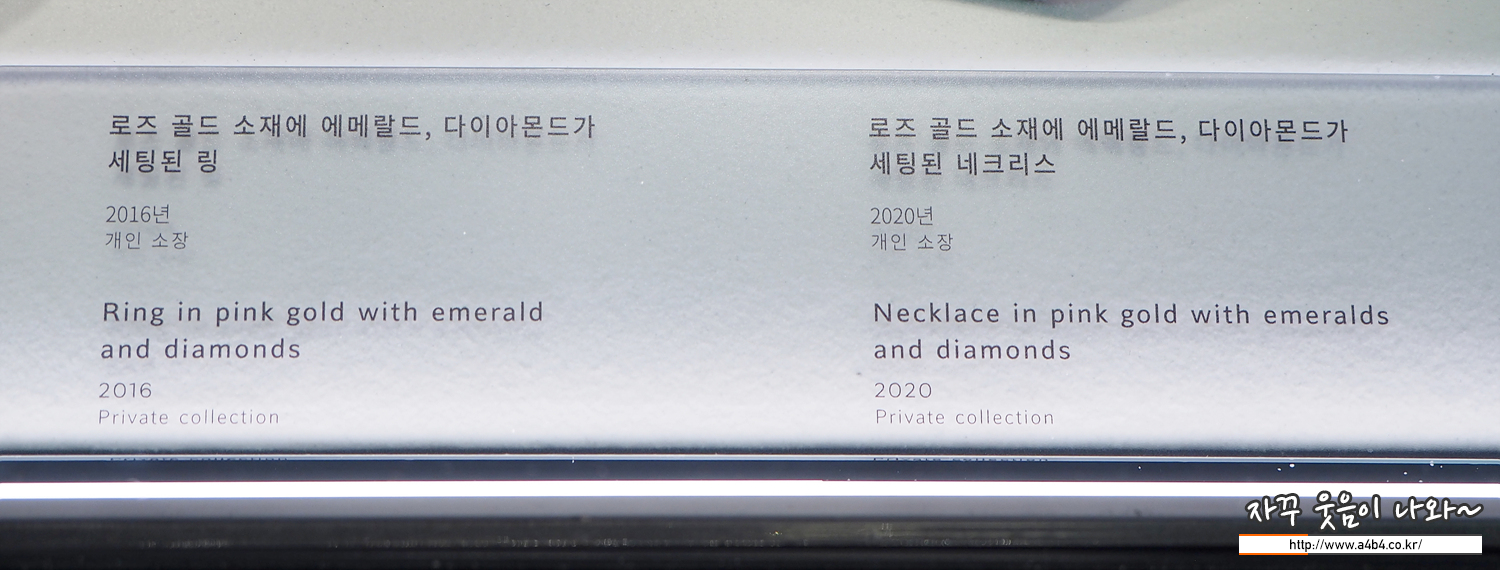 로즈 골드 소재에 에메랄드, 다이아몬드가
세팅된 링
2016년
개인 소장
Ring in pink gold with emerald
and diamonds
2016
Private collection
로즈 골드 소재에 에메랄드, 다이아몬드가
세팅된 네크리스
2020년
개인 소장
Necklace in pink gold with emeralds
and diamonds
2020
Private collection
자꾸 웃음이 나와~
http://www.a4b4.co.kr/